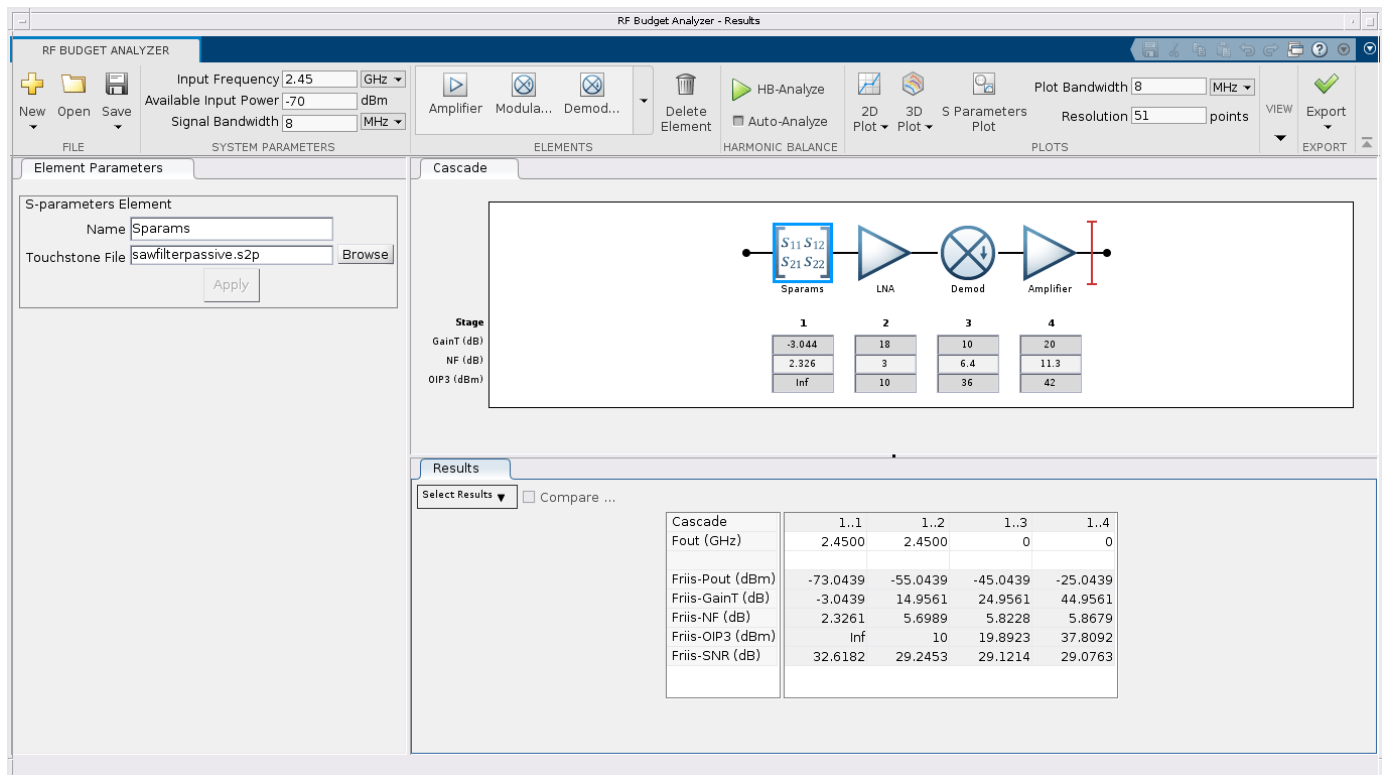 RF Budget Analyzer - Results
RF BUDGET ANALYZER
New Open Save
FILE
Input Frequency 2.45 GHz
Available Input Power -70 dBm
Signal Bandwidth 8 MHz
SYSTEM PARAMETERS
Amplifier Modula... Demod...
ELEMENTS
Delete
Element
HB-Analyze
Auto-Analyze
HARMONIC BALANCE
2D
Plot
3D
Plot
S Parameters
Plot
Plot Bandwidth 8 MHz
Resolution 51 points
PLOTS
VIEW
Export
EXPORT
Element Parameters
S-parameters Element
Name Sparams
Touchstone File sawfilterpassive.s2p Browse
Apply
Cascade
S11 S12
S21 S22
Sparams LNA Demod Amplifier
Stage 1 2 3 4
GainT (dB) -3.044 18 10 20
NF (dB) 2.326 3 6.4 11.3
OIP3 (dBm) Inf 10 36 42
Results
Select Results Compare ...
Cascade 1..1 1..2 1..3 1..4
Fout (GHz) 2.4500 2.4500 0 0
Friis-Pout (dBm) -73.0439 -55.0439 -45.0439 -25.0439
Friis-GainT (dB) -3.0439 14.9561 24.9561 44.9561
Friis-NF (dB) 2.3261 5.6989 5.8228 5.8679
Friis-OIP3 (dBm) Inf 10 19.8923 37.8092
Friis-SNR (dB) 32.6182 29.2453 29.1214 29.0763